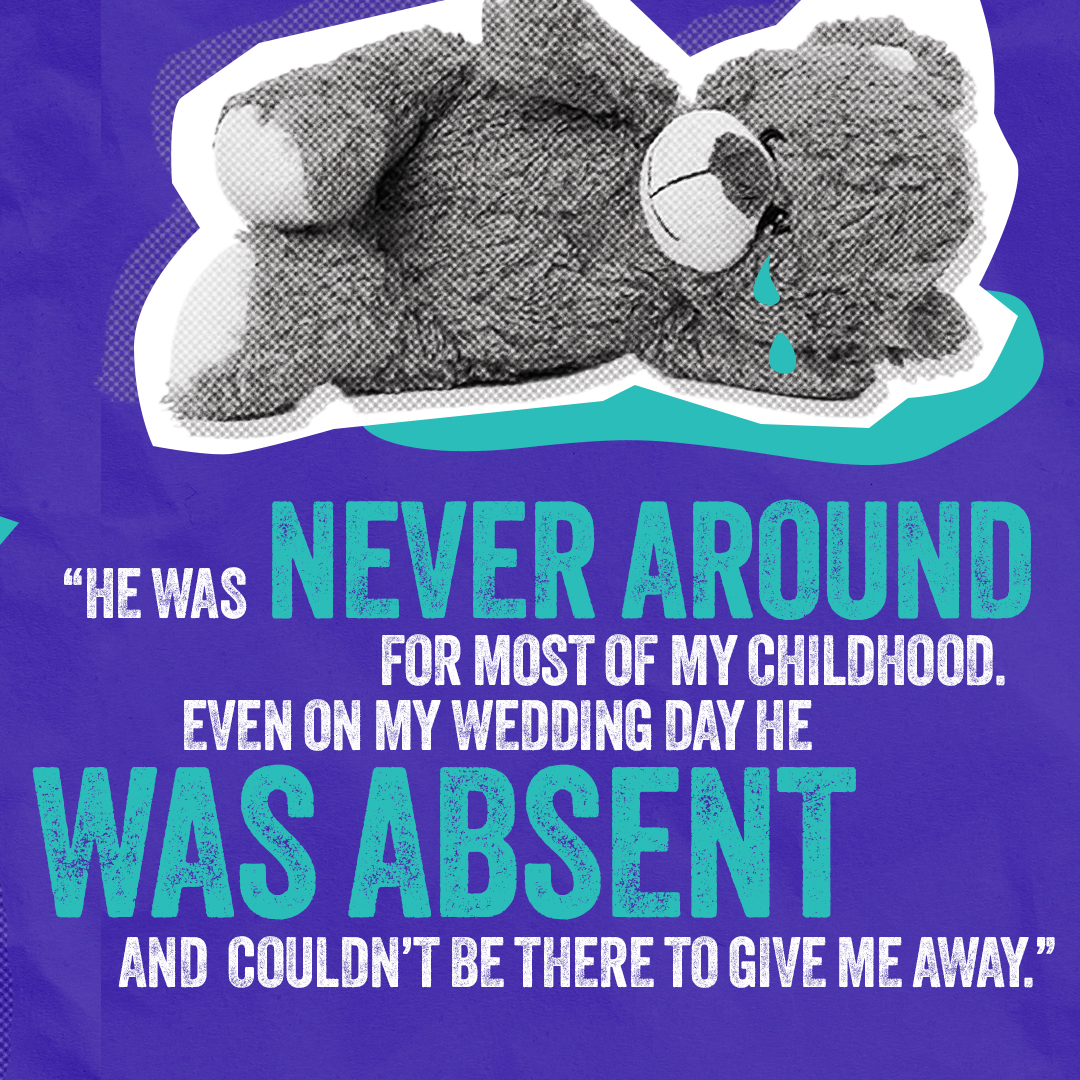 “HE WAS NEVER AROUND
FOR MOST OF MY CHILDHOOD.
EVEN ON MY WEDDING DAY HE
WAS ABSENT
AND COULDN’T BE THERE TO GIVE ME AWAY.”